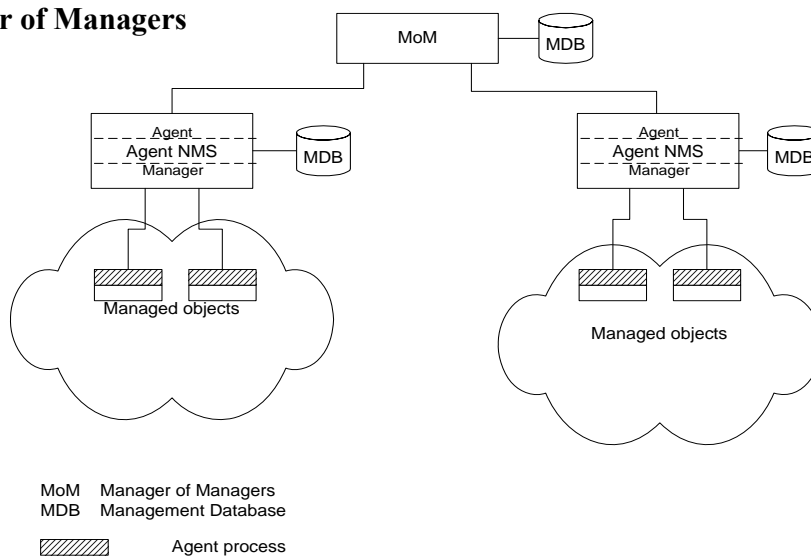 r of Managers
MoM
MDB
Agent
Agent NMS
Manager
MDB
Agent
Agent NMS
Manager
MDB
Managed objects
Managed objects
MoM Manager of Managers
MDB Management Database
Agent process